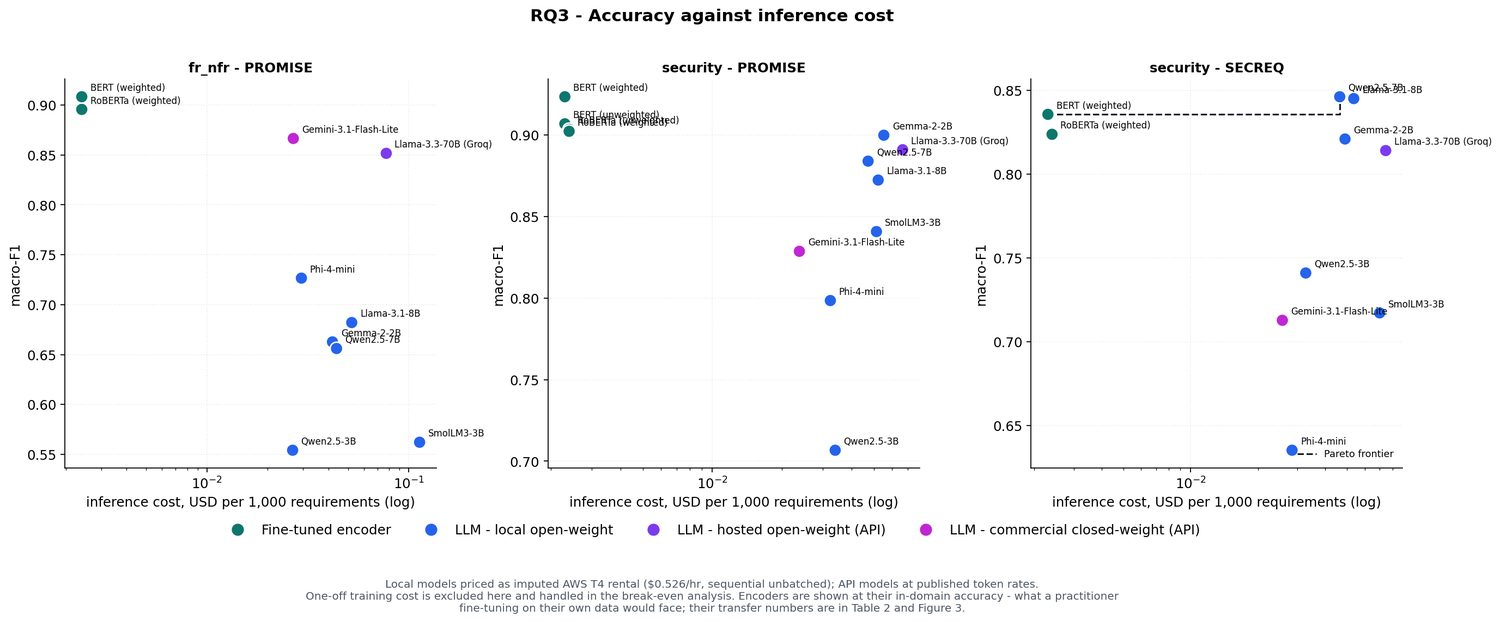 RQ3 - Accuracy against inference cost
fr_nfr - PROMISE
BERT (weighted)
RoBERTa (weighted)
Gemini-3.1-Flash-Lite
Llama-3.3-70B (Groq)
Phi-4-mini
Llama-3.1-8B
Gemma-2-2B
Qwen2.5-7B
SmolLM3-3B
Qwen2.5-3B
0.90
0.85
0.80
0.75
0.70
0.65
0.60
0.55
macro-F1
10⁻²
10⁻¹
inference cost, USD per 1,000 requirements (log)
security - PROMISE
BERT (weighted)
BERT (unweighted)
RoBERTa (weighted)
Gemma-2-2B
Llama-3.3-70B (Groq)
Qwen2.5-7B
Llama-3.1-8B
SmolLM3-3B
Gemini-3.1-Flash-Lite
Phi-4-mini
Qwen2.5-3B
0.90
0.85
0.80
0.75
0.70
macro-F1
10⁻²
inference cost, USD per 1,000 requirements (log)
security - SECREQ
Qwen2.5-7B
Llama-3.1-8B
BERT (weighted)
RoBERTa (weighted)
Gemma-2-2B
Llama-3.3-70B (Groq)
Qwen2.5-3B
SmolLM3-3B
Gemini-3.1-Flash-Lite
Phi-4-mini
Pareto frontier
0.85
0.80
0.75
0.70
0.65
macro-F1
10⁻²
inference cost, USD per 1,000 requirements (log)
Fine-tuned encoder
LLM - local open-weight
LLM - hosted open-weight (API)
LLM - commercial closed-weight (API)
Local models priced as imputed AWS T4 rental ($0.526/hr, sequential unbatched); API models at published token rates.
One-off training cost is excluded here and handled in the break-even analysis. Encoders are shown at their in-domain accuracy - what a practitioner
fine-tuning on their own data would face; their transfer numbers are in Table 2 and Figure 3.